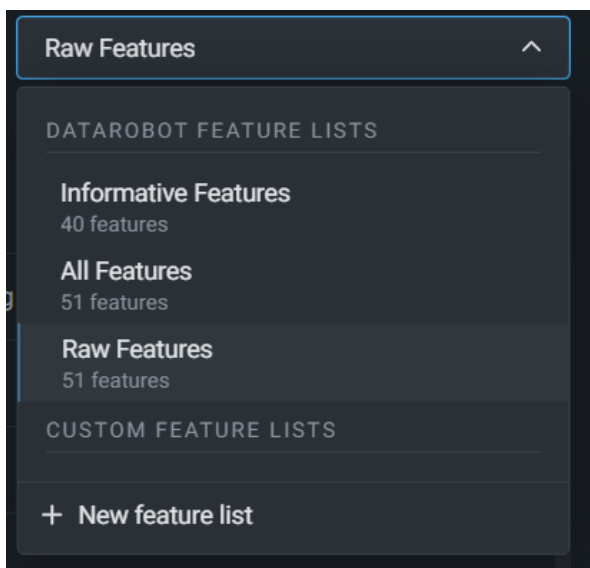 Raw Features
DATAROBOT FEATURE LISTS
Informative Features
40 features
All Features
51 features
g
Raw Features
51 features
CUSTOM FEATURE LISTS
+ New feature list